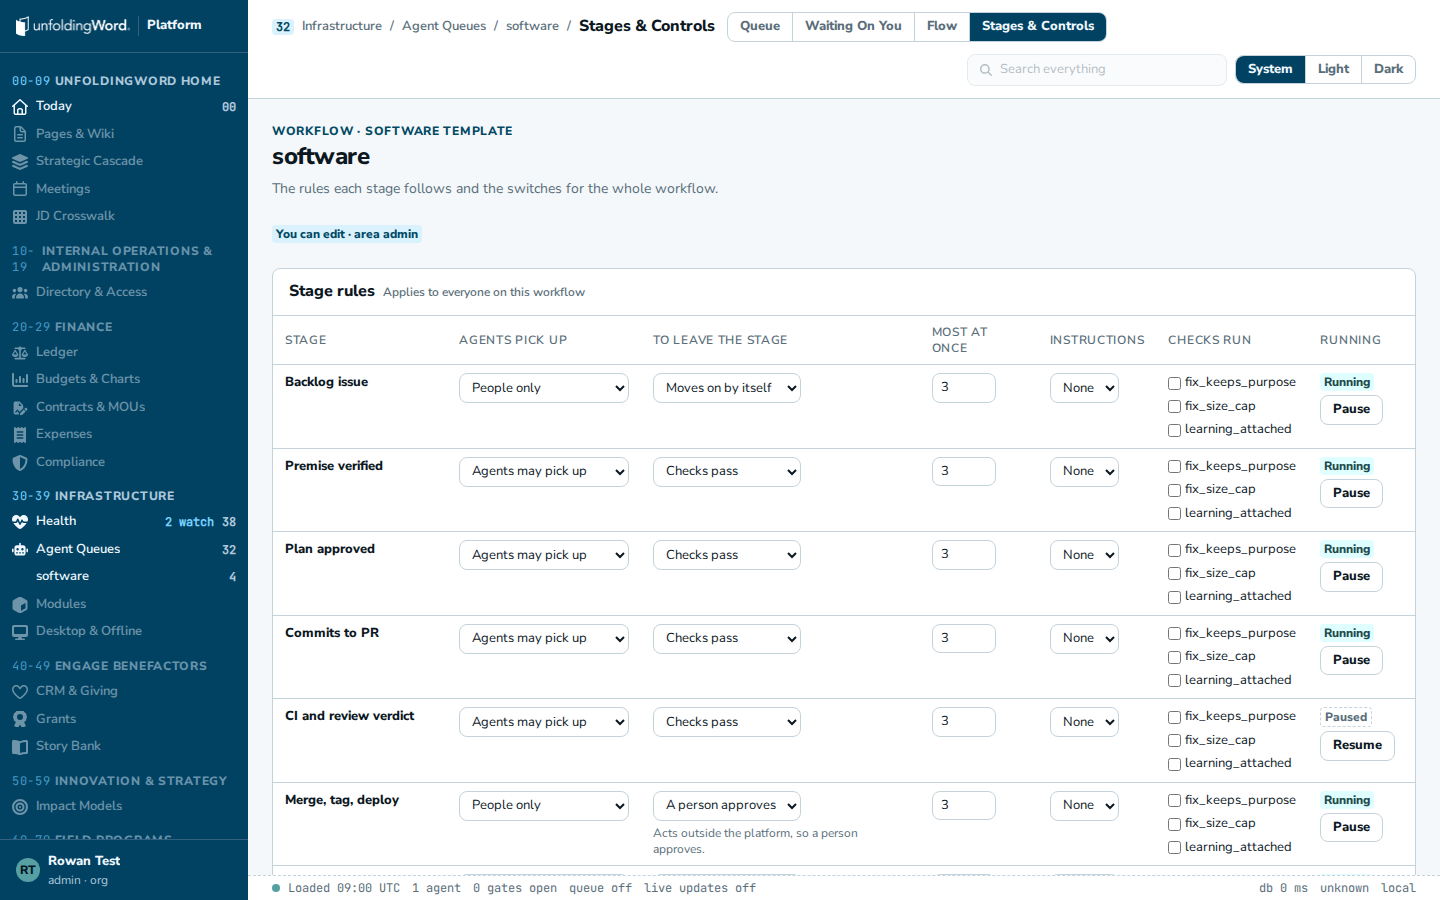 unfoldingWord Platform
00-09 UNFOLDINGWORD HOME
Today 00
Pages & Wiki
Strategic Cascade
Meetings
JD Crosswalk
10-19 INTERNAL OPERATIONS & ADMINISTRATION
Directory & Access
20-29 FINANCE
Ledger
Budgets & Charts
Contracts & MOUs
Expenses
Compliance
30-39 INFRASTRUCTURE
Health 2 watch 38
Agent Queues 32
software 4
Modules
Desktop & Offline
40-49 ENGAGE BENEFACTORS
CRM & Giving
Grants
Story Bank
50-59 INNOVATION & STRATEGY
Impact Models
60-70 FIELD PROGRAMS
RT Rowan Test
admin · org
32 Infrastructure / Agent Queues / software / Stages & Controls
Queue Waiting On You Flow Stages & Controls
Search everything
System Light Dark
WORKFLOW · SOFTWARE TEMPLATE
software
The rules each stage follows and the switches for the whole workflow.
You can edit · area admin
Stage rules Applies to everyone on this workflow
STAGE AGENTS PICK UP TO LEAVE THE STAGE MOST AT ONCE INSTRUCTIONS CHECKS RUN RUNNING
Backlog issue People only Moves on by itself 3 None fix_keeps_purpose Running
fix_size_cap Pause
learning_attached
Premise verified Agents may pick up Checks pass 3 None fix_keeps_purpose Running
fix_size_cap Pause
learning_attached
Plan approved Agents may pick up Checks pass 3 None fix_keeps_purpose Running
fix_size_cap Pause
learning_attached
Commits to PR Agents may pick up Checks pass 3 None fix_keeps_purpose Running
fix_size_cap Pause
learning_attached
CI and review verdict Agents may pick up Checks pass 3 None fix_keeps_purpose Paused
fix_size_cap Resume
learning_attached
Merge, tag, deploy People only A person approves 3 None fix_keeps_purpose Running
Acts outside the platform, so a person fix_size_cap Pause
approves. learning_attached
Loaded 09:00 UTC 1 agent 0 gates open queue off live updates off db 0 ms unknown local